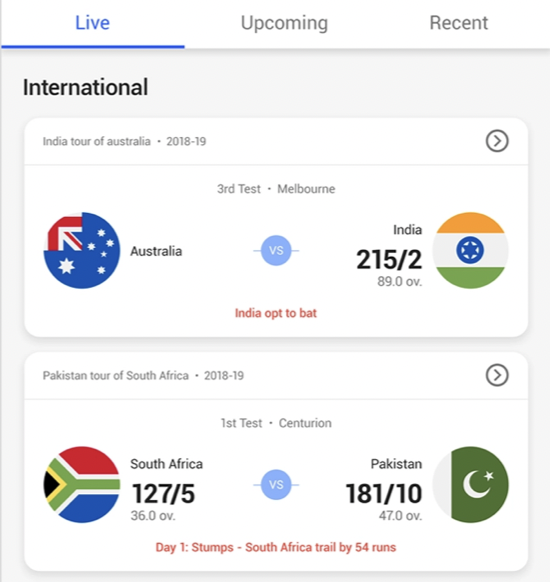 Live Upcoming Recent
International
India tour of australia • 2018-19
3rd Test • Melbourne
Australia
VS
India
215/2
89.0 ov.
India opt to bat
Pakistan tour of South Africa • 2018-19
1st Test • Centurion
South Africa
127/5
36.0 ov.
VS
Pakistan
181/10
47.0 ov.
Day 1: Stumps - South Africa trail by 54 runs